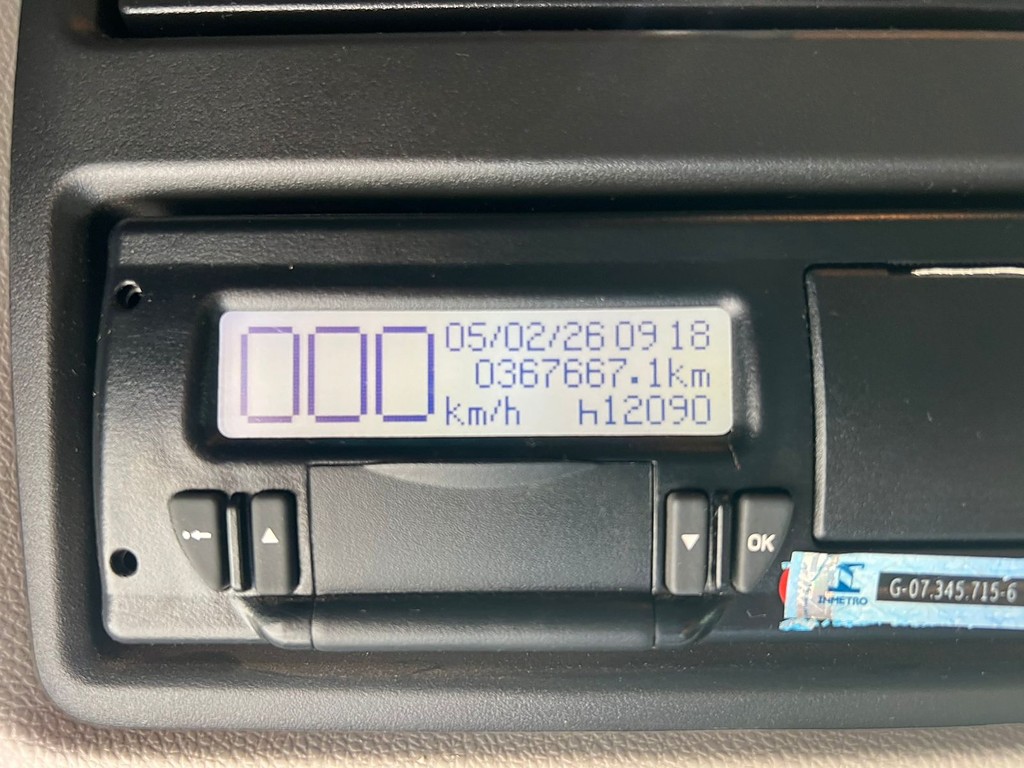 000
05/02/26 09 18
0367667.1km
km/h h12090
OK
INMETRO
G-07.345.715-6